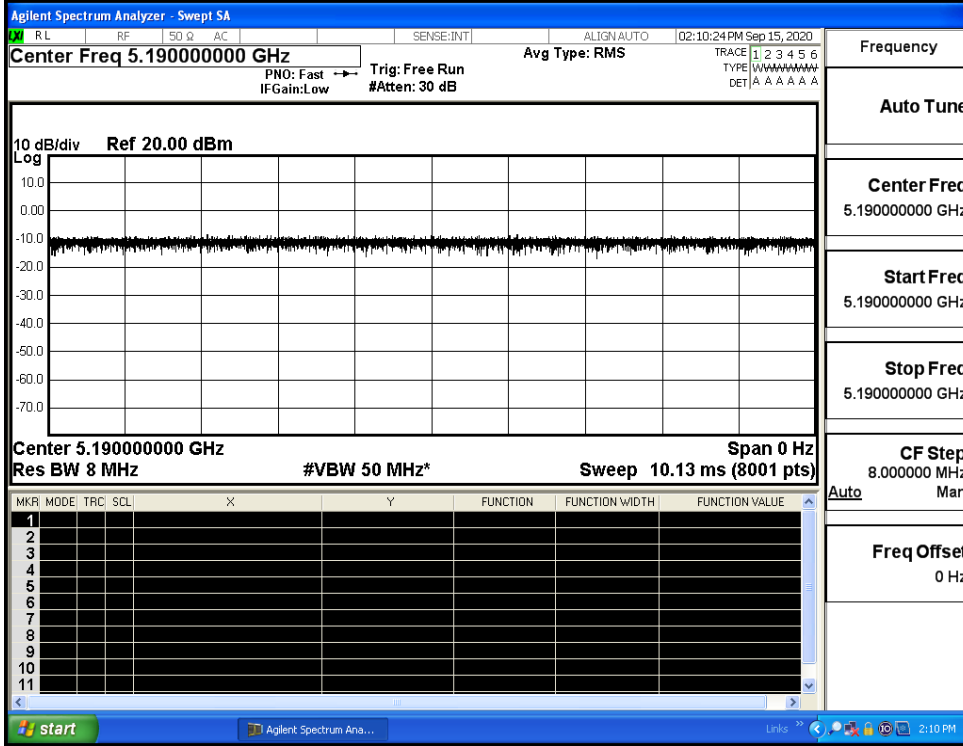 Agilent Spectrum Analyzer - Swept SA
LXI RL RF 50 Ω AC SENSE:INT ALIGN AUTO 02:10:24 PM Sep 15, 2020
Center Freq 5.190000000 GHz
Avg Type: RMS
TRACE 1 2 3 4 5 6
TYPE WWWWWW
DET A A A A A A
PNO: Fast
IFGain:Low
Trig: Free Run
#Atten: 30 dB
10 dB/div Ref 20.00 dBm
Log
10.0
0.00
-10.0
-20.0
-30.0
-40.0
-50.0
-60.0
-70.0
Center 5.190000000 GHz Span 0 Hz
Res BW 8 MHz #VBW 50 MHz* Sweep 10.13 ms (8001 pts)
MKR MODE TRC SCL X Y FUNCTION FUNCTION WIDTH FUNCTION VALUE
1
2
3
4
5
6
7
8
9
10
11
Frequency
Auto Tune
Center Freq
5.190000000 GHz
Start Freq
5.190000000 GHz
Stop Freq
5.190000000 GHz
CF Step
8.000000 MHz
Auto Man
Freq Offset
0 Hz
start Agilent Spectrum Ana... Links » 2:10 PM